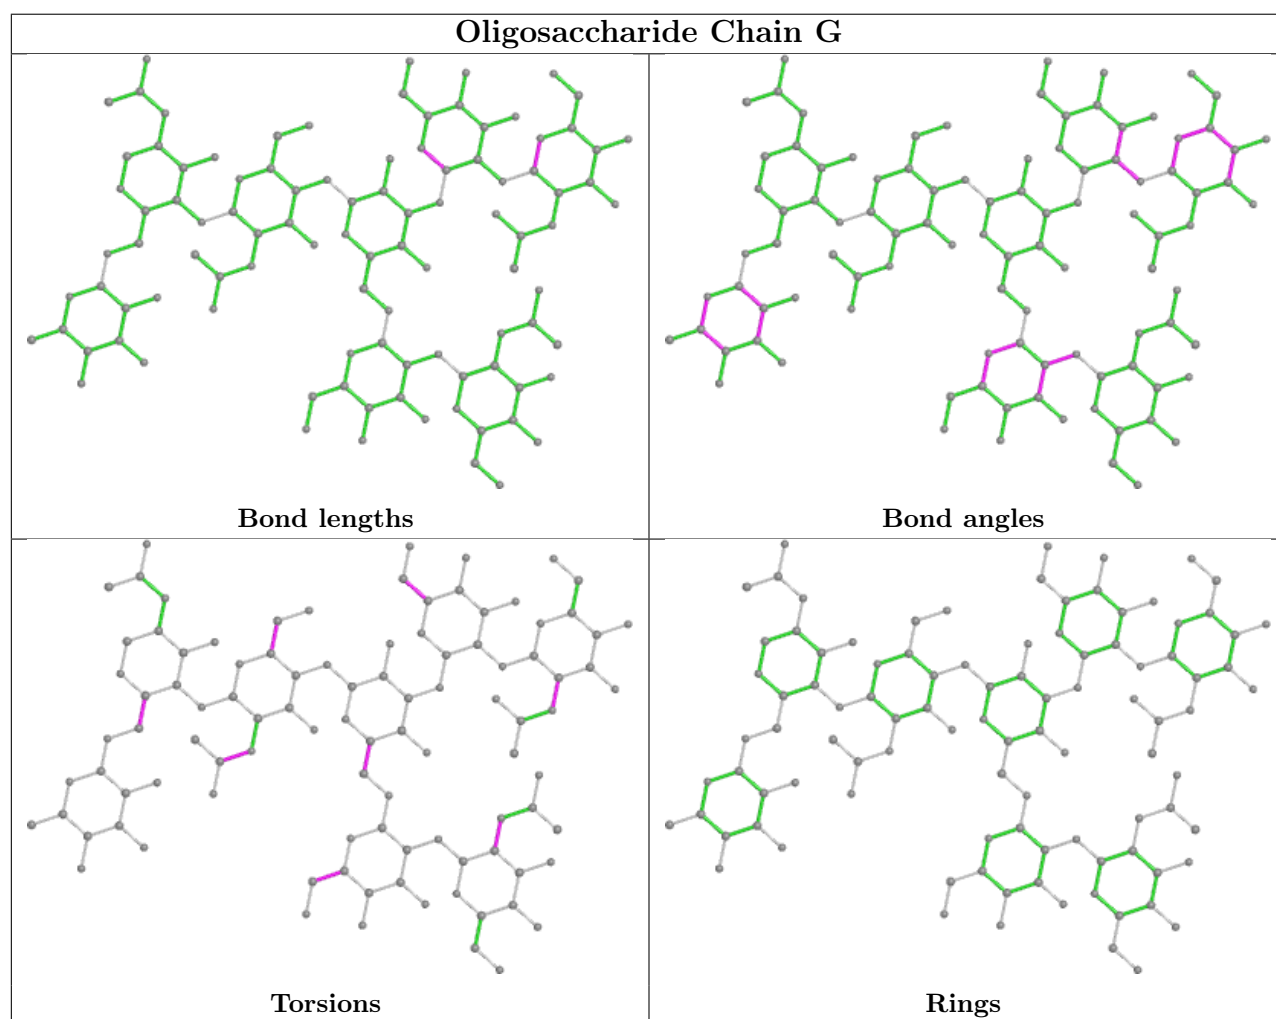 Oligosaccharide Chain G
Bond lengths
Bond angles
Torsions
Rings